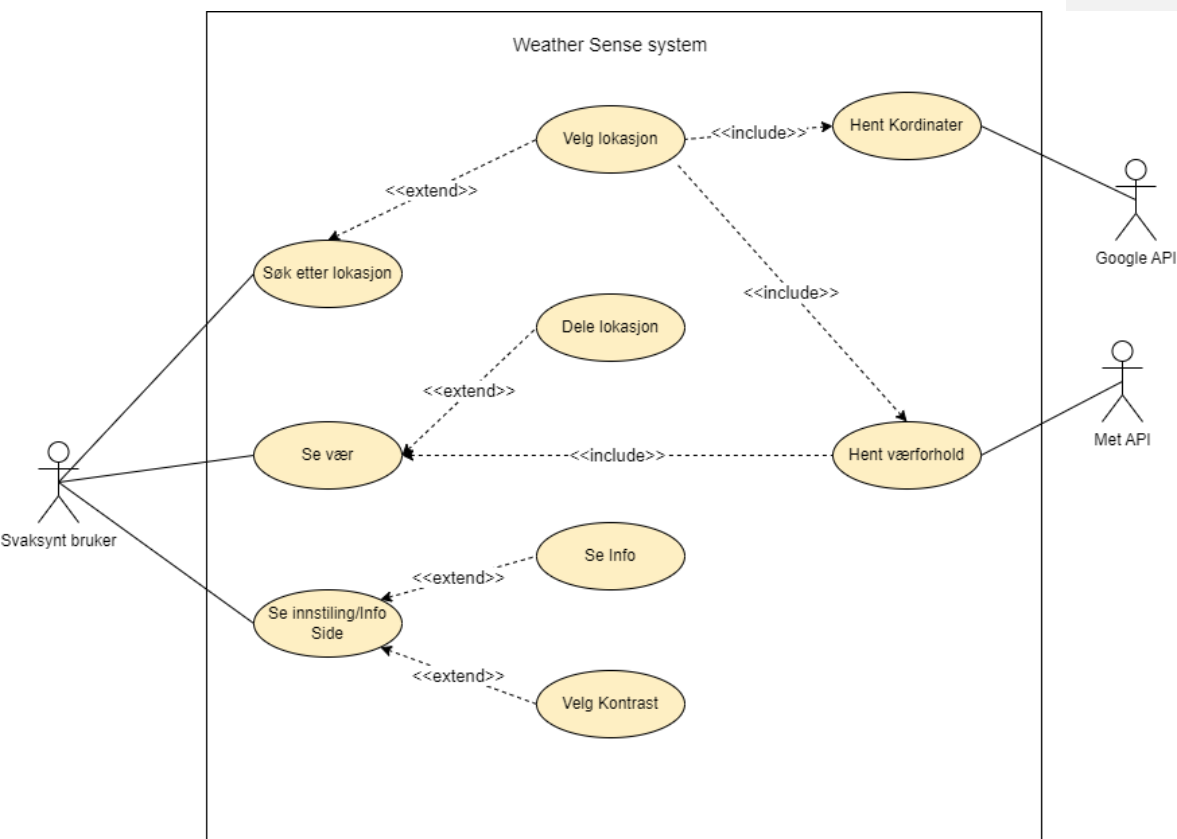 Weather Sense system
Velg lokasjon
<<include>>
Hent Kordinater
<<extend>>
Google API
Søk etter lokasjon
<<include>>
Dele lokasjon
<<extend>>
Met API
Se vær
<<include>>
Hent værforhold
Svaksynt bruker
Se Info
<<extend>>
Se innstiling/Info
Side
<<extend>>
Velg Kontrast